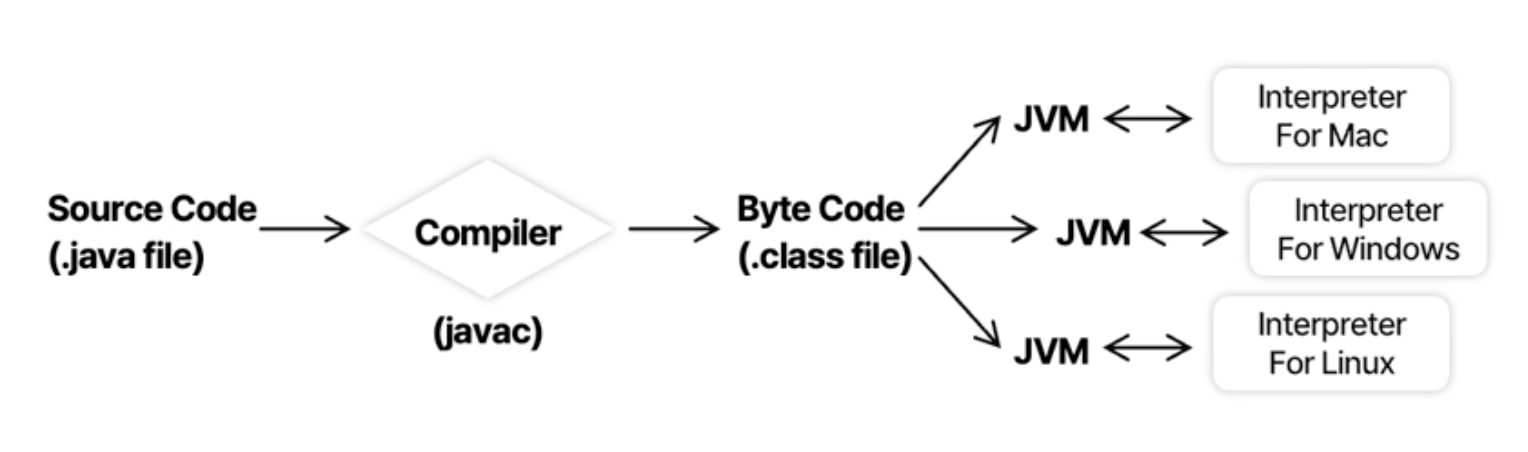 Source Code
(.java file)
Compiler
(javac)
Byte Code
(.class file)
JVM
Interpreter
For Mac
JVM
Interpreter
For Windows
JVM
Interpreter
For Linux